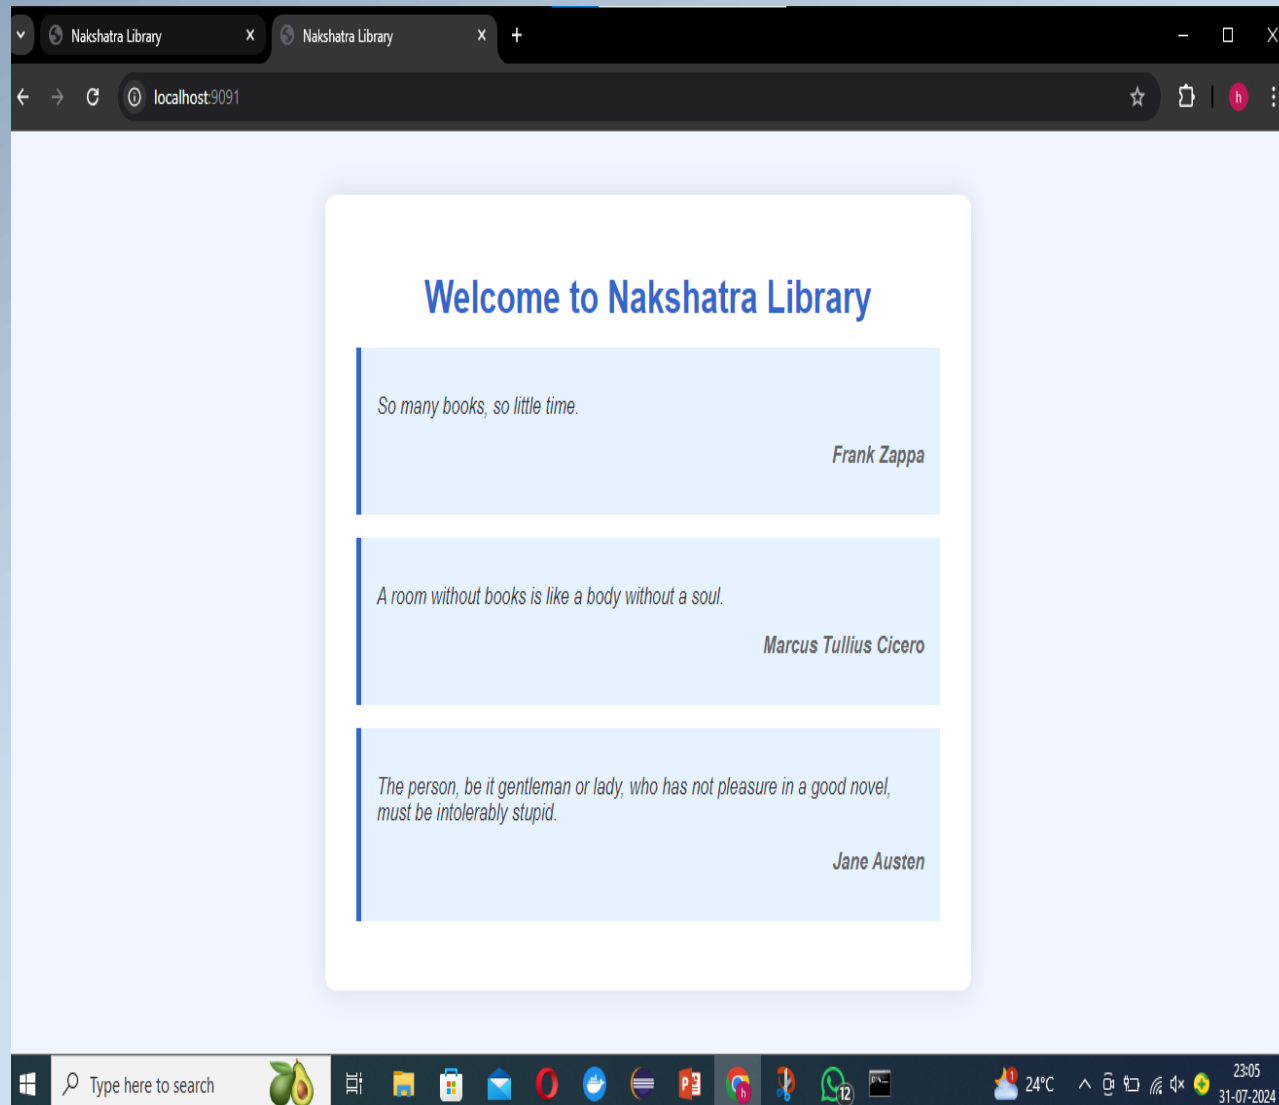 Nakshatra Library
Nakshatra Library
localhost:9091
h
Welcome to Nakshatra Library
So many books, so little time.
Frank Zappa
A room without books is like a body without a soul.
Marcus Tullius Cicero
The person, be it gentleman or lady, who has not pleasure in a good novel,
must be intolerably stupid.
Jane Austen
Type here to search
12
1
24°C
23:05
31-07-2024